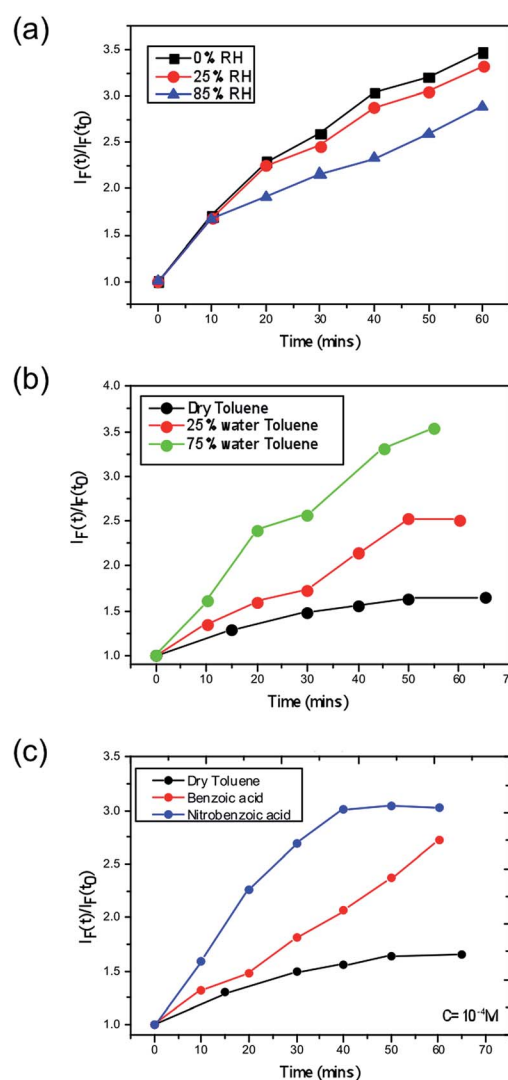 (a)
0% RH
25% RH
85% RH
3.5
3.0
2.5
2.0
1.5
1.0
I_F(t)/I_F(t_0)
0 10 20 30 40 50 60
Time (mins)
(b)
Dry Toluene
25% water Toluene
75% water Toluene
4.0
3.5
3.0
2.5
2.0
1.5
1.0
I_F(t)/I_F(t_0)
0 10 20 30 40 50 60 7
Time (mins)
(c)
Dry Toluene
Benzoic acid
Nitrobenzoic acid
3.5
3.0
2.5
2.0
1.5
1.0
I_F(t)/I_F(t_0)
C= 10⁻⁴M
0 10 20 30 40 50 60 70
Time (mins)